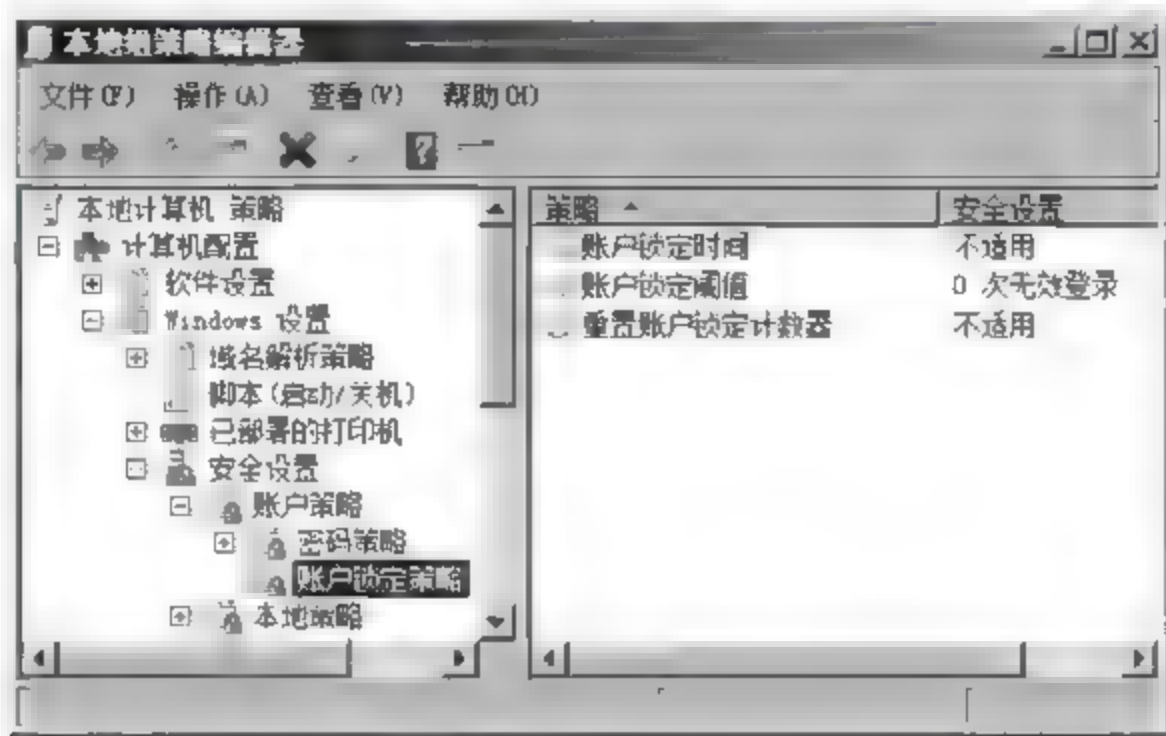 本地组策略编辑器
文件(F) 操作(A) 查看(V) 帮助(H)
本地计算机 策略
计算机配置
软件设置
Windows 设置
域名解析策略
脚本(启动/关机)
已部署的打印机
安全设置
账户策略
密码策略
账户锁定策略
本地策略
策略 安全设置
账户锁定时间 不适用
账户锁定阈值 0 次无效登录
重置账户锁定计数器 不适用